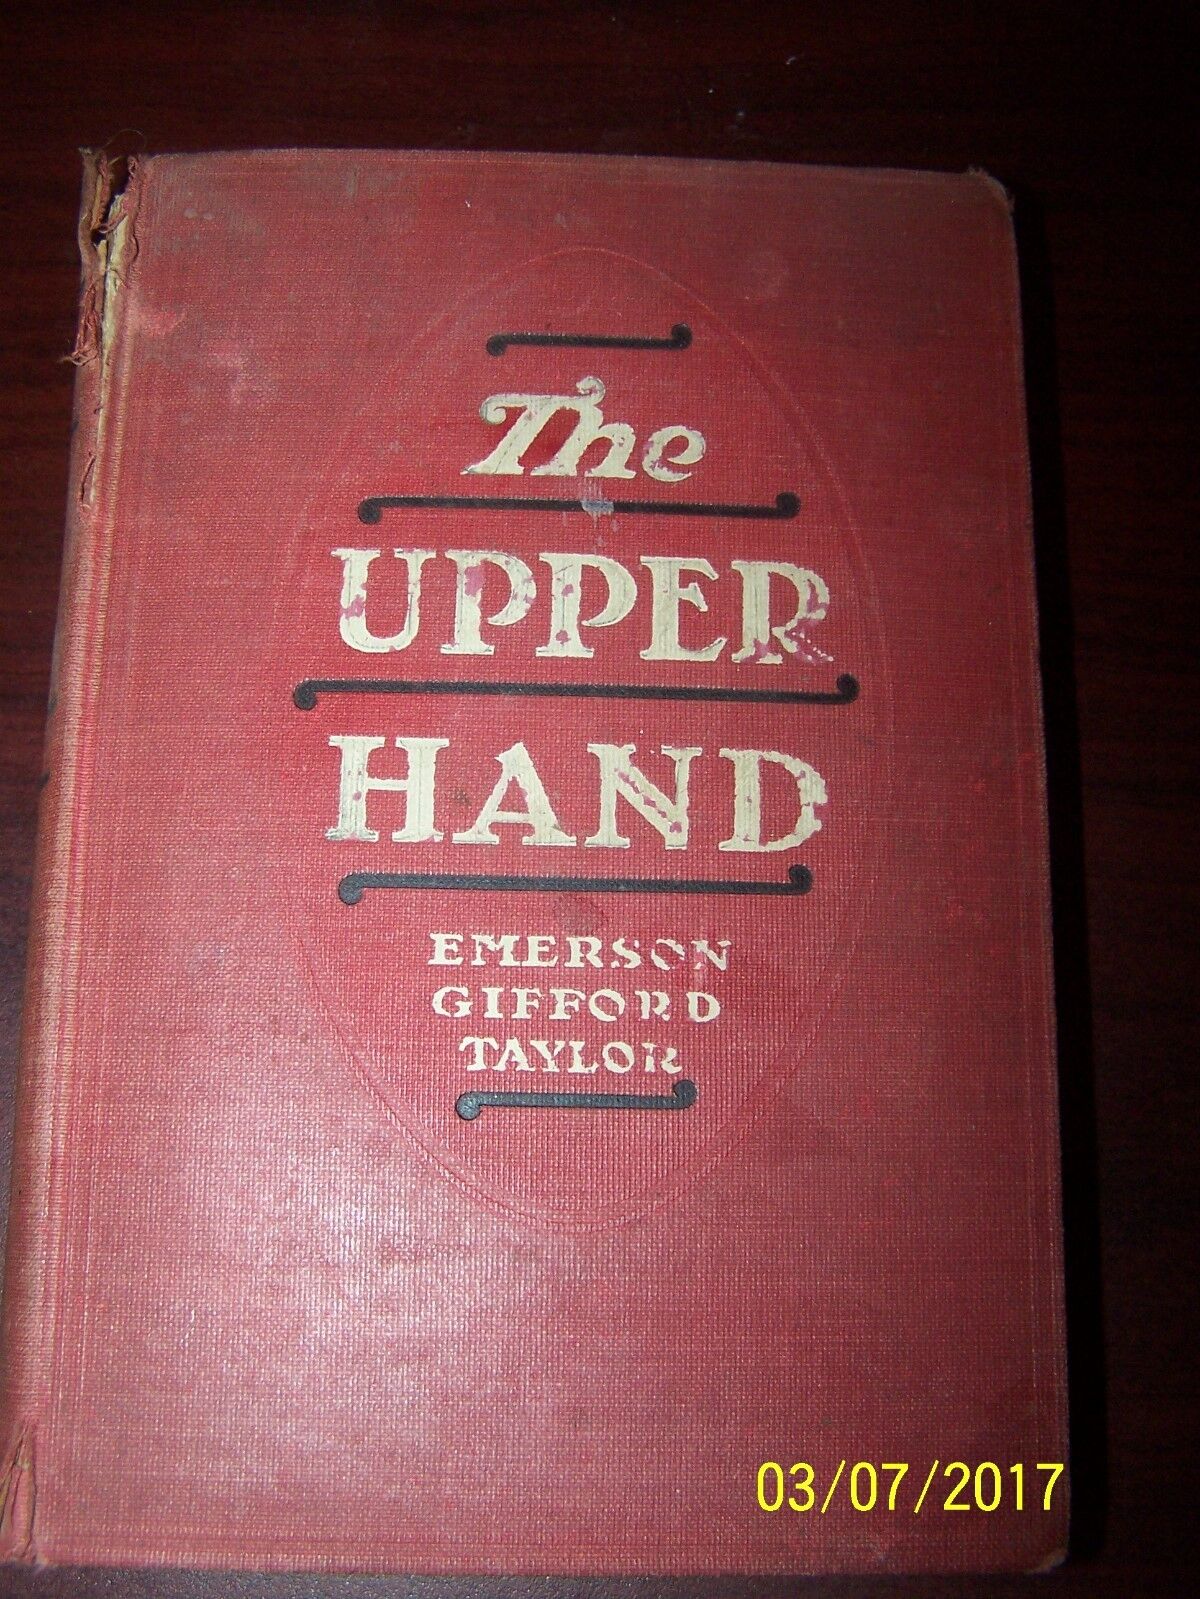 The
UPPER
HAND
EMERSON
GIFFORD
TAYLOR
03/07/2017